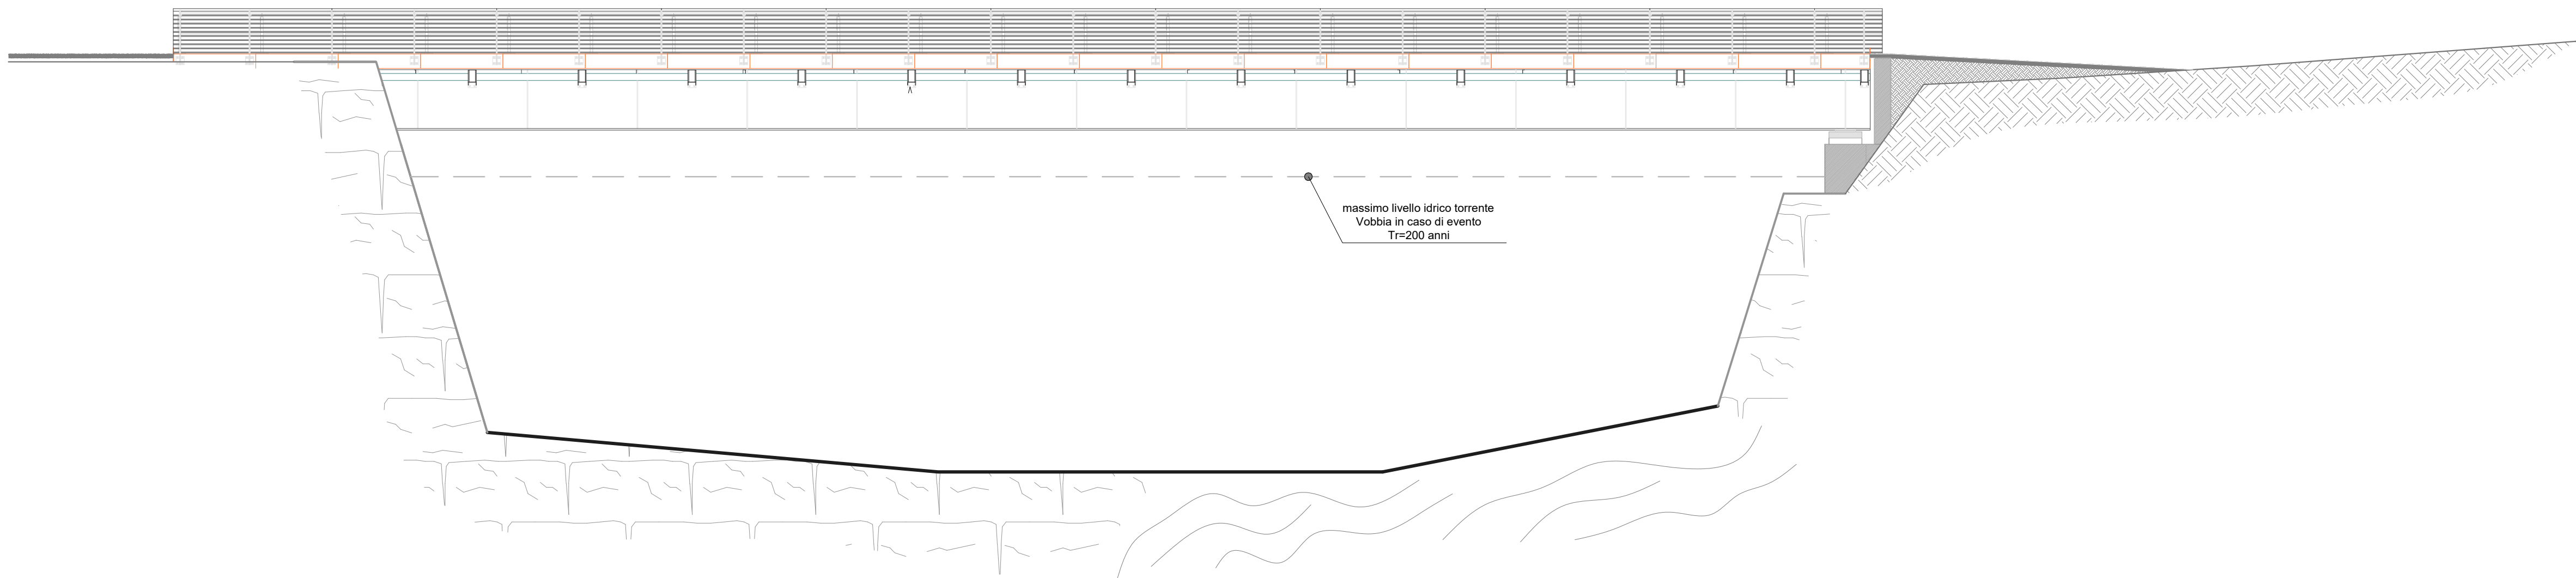 massimo livello idrico torrente
Vobbia in caso di evento
Tr=200 anni